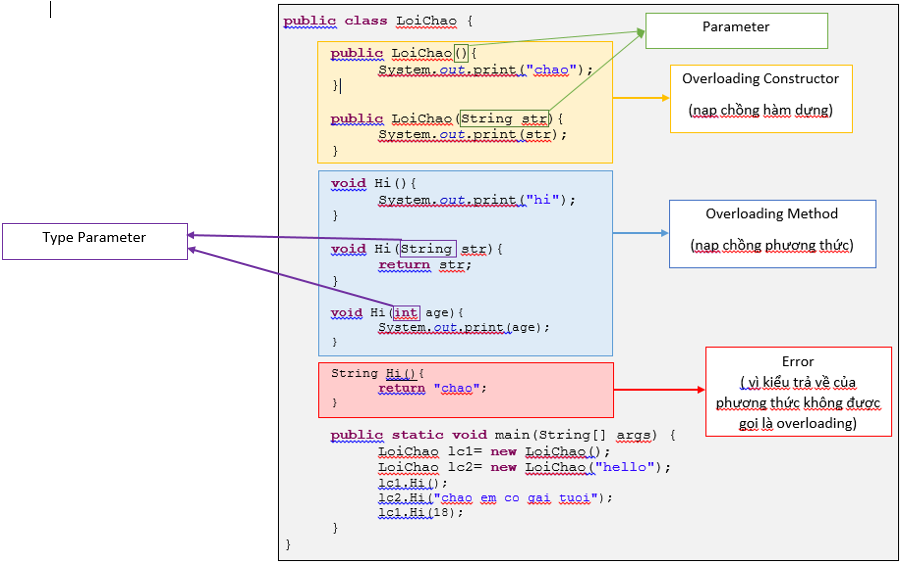 public class LoiChao {
public LoiChao(){
System.out.print("chao");
}
public LoiChao(String str){
System.out.print(str);
}
void Hi(){
System.out.print("hi");
}
void Hi(String str){
return str;
}
void Hi(int age){
System.out.print(age);
}
String Hi(){
return "chao";
}
public static void main(String[] args) {
LoiChao lc1= new LoiChao();
LoiChao lc2= new LoiChao("hello");
lc1.Hi();
lc2.Hi("chao em co gai tuoi");
lc1.Hi(18);
}
}
Parameter
Overloading Constructor
(nạp chồng hàm dựng)
Overloading Method
(nạp chồng phương thức)
Type Parameter
Error
( vì kiểu trả về của
phương thức không được
gọi là overloading)